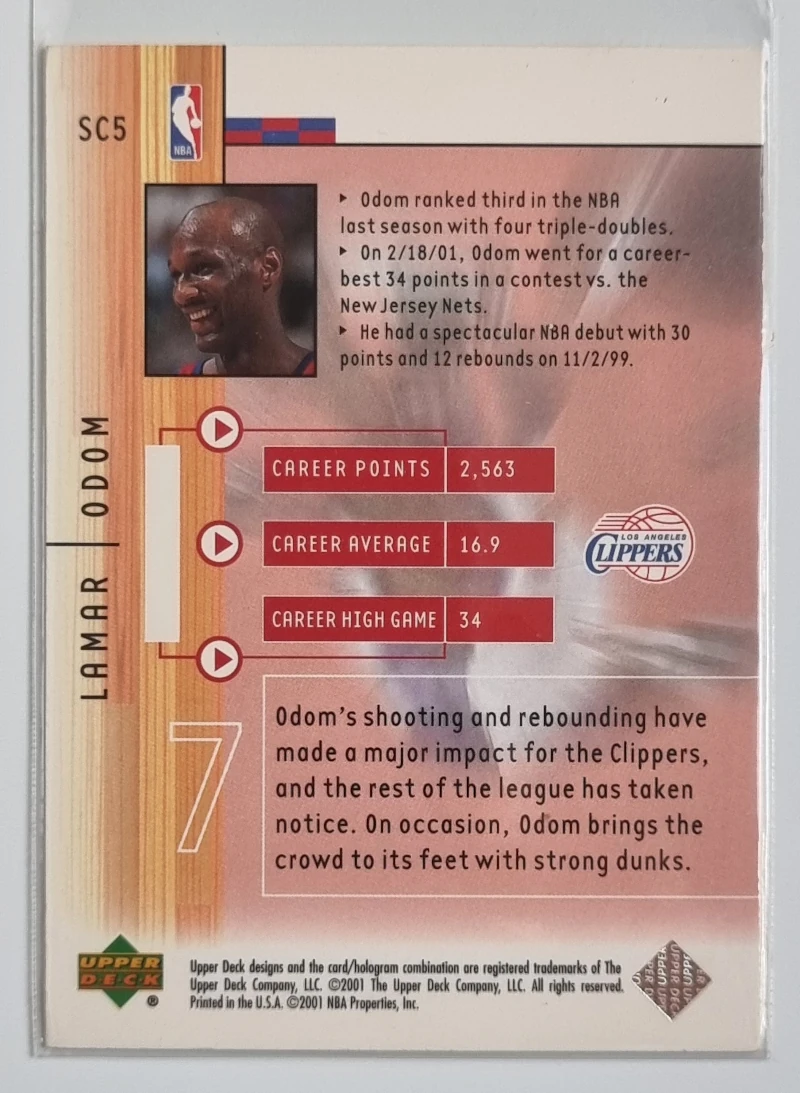 SC5
NBA
▸ Odom ranked third in the NBA
last season with four triple-doubles.
▸ On 2/18/01, Odom went for a career-
best 34 points in a contest vs. the
New Jersey Nets.
▸ He had a spectacular NBA debut with 30
points and 12 rebounds on 11/2/99.
LAMAR | ODOM
CAREER POINTS 2,563
CAREER AVERAGE 16.9
CAREER HIGH GAME 34
LOS ANGELES
CLIPPERS
7
Odom's shooting and rebounding have
made a major impact for the Clippers,
and the rest of the league has taken
notice. On occasion, Odom brings the
crowd to its feet with strong dunks.
UPPER
DECK
®
Upper Deck designs and the card/hologram combination are registered trademarks of The
Upper Deck Company, LLC. ©2001 The Upper Deck Company, LLC. All rights reserved.
Printed in the U.S.A. ©2001 NBA Properties, Inc.